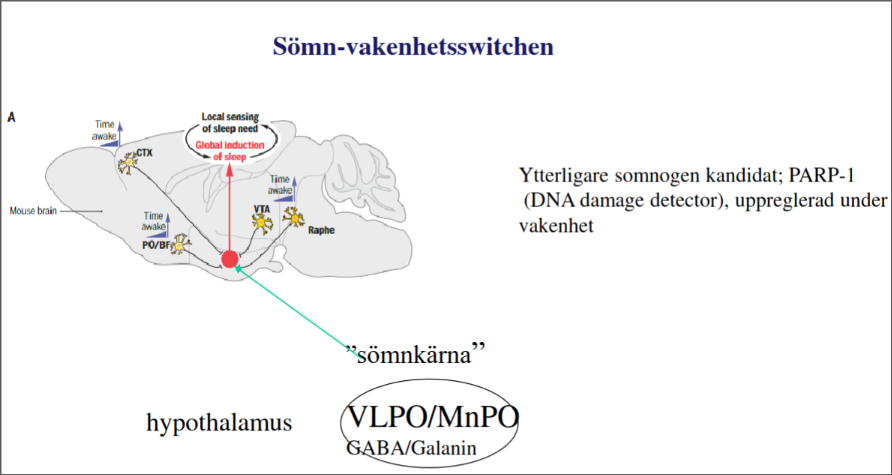 Sömn-vakenhetsswitchen
A
Time
awake
CTX
Local sensing
of sleep need
Global induction
of sleep
Time
awake
VTA
Raphe
Mouse brain
Time
awake
PO/BF
Ytterligare somnogen kandidat; PARP-1
(DNA damage detector), uppreglerad under
vakenhet
”sömnkärna”
hypothalamus
VLPO/MnPO
GABA/Galanin